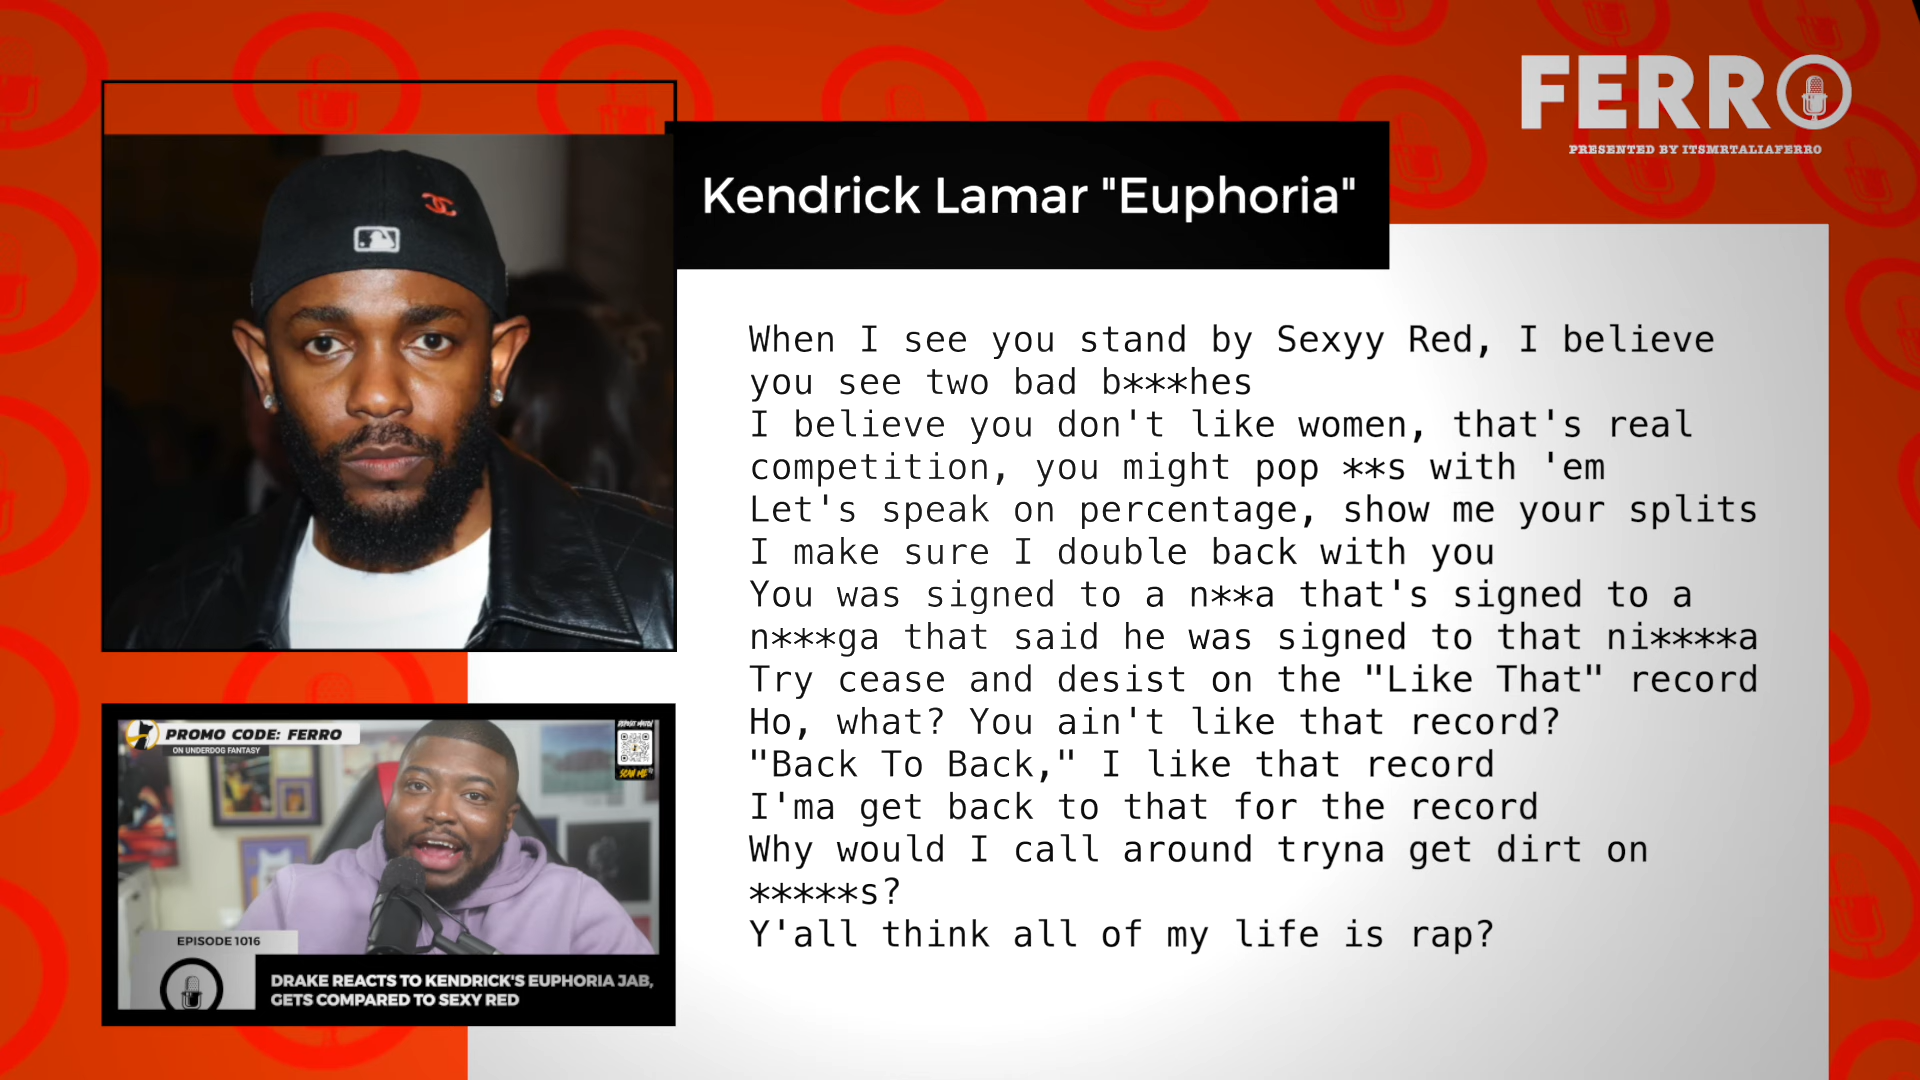 FERRO
PRESENTED BY ITSMRTALIAFERRO
Kendrick Lamar "Euphoria"
When I see you stand by Sexyy Red, I believe
you see two bad b***hes
I believe you don't like women, that's real
competition, you might pop **s with 'em
Let's speak on percentage, show me your splits
I make sure I double back with you
You was signed to a n**a that's signed to a
n***ga that said he was signed to that ni****a
Try cease and desist on the "Like That" record
Ho, what? You ain't like that record?
"Back To Back," I like that record
I'ma get back to that for the record
Why would I call around tryna get dirt on
*****s?
Y'all think all of my life is rap?
PROMO CODE: FERRO
ON UNDERDOG FANTASY
SCAN ME
EPISODE 1016
DRAKE REACTS TO KENDRICK'S EUPHORIA JAB,
GETS COMPARED TO SEXY RED